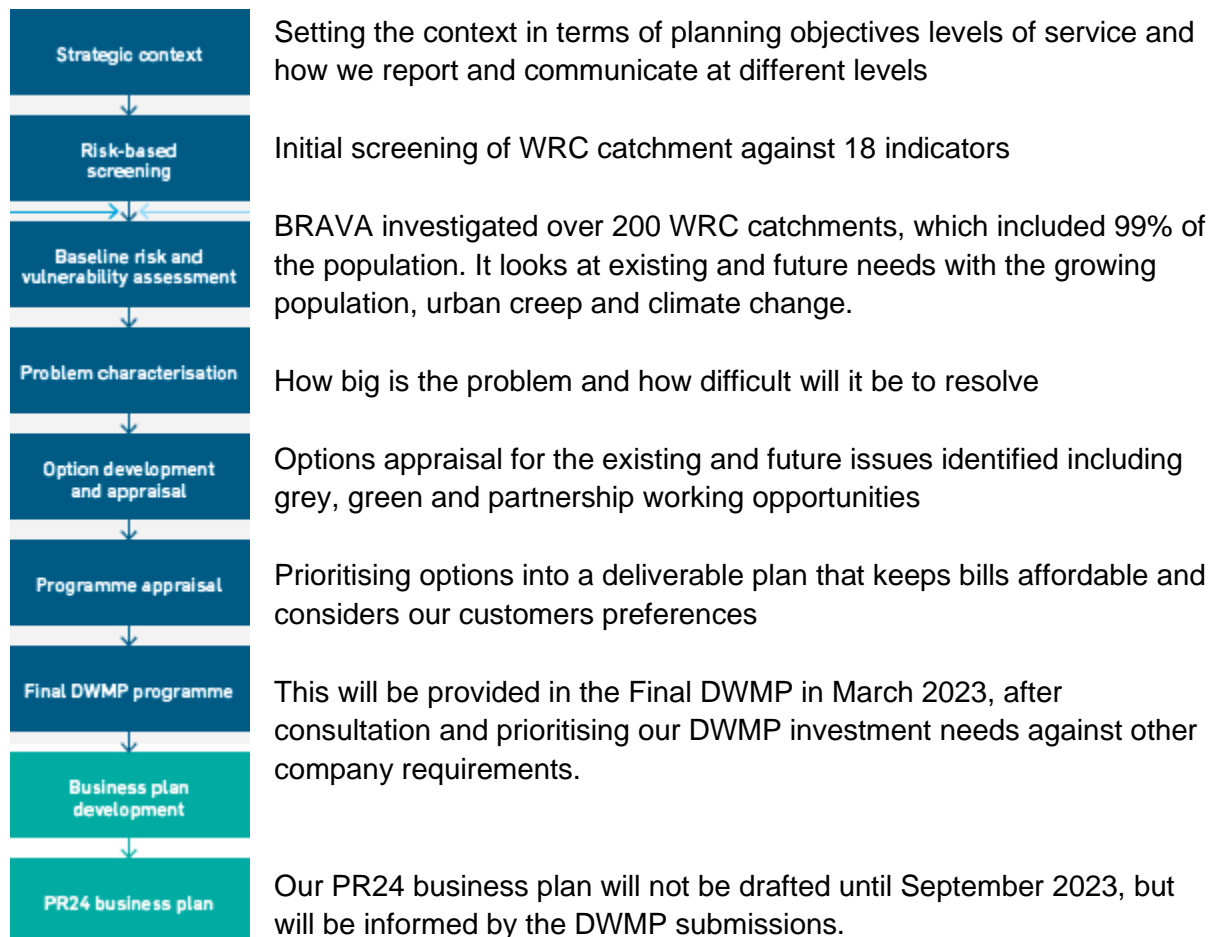 Strategic context
Setting the context in terms of planning objectives levels of service and
how we report and communicate at different levels
Risk-based
screening
Initial screening of WRC catchment against 18 indicators
Baseline risk and
vulnerability assessment
BRAVA investigated over 200 WRC catchments, which included 99% of
the population. It looks at existing and future needs with the growing
population, urban creep and climate change.
Problem characterisation
How big is the problem and how difficult will it be to resolve
Option development
and appraisal
Options appraisal for the existing and future issues identified including
grey, green and partnership working opportunities
Programme appraisal
Prioritising options into a deliverable plan that keeps bills affordable and
considers our customers preferences
Final DWMP programme
This will be provided in the Final DWMP in March 2023, after
consultation and prioritising our DWMP investment needs against other
company requirements.
Business plan
development
PR24 business plan
Our PR24 business plan will not be drafted until September 2023, but
will be informed by the DWMP submissions.